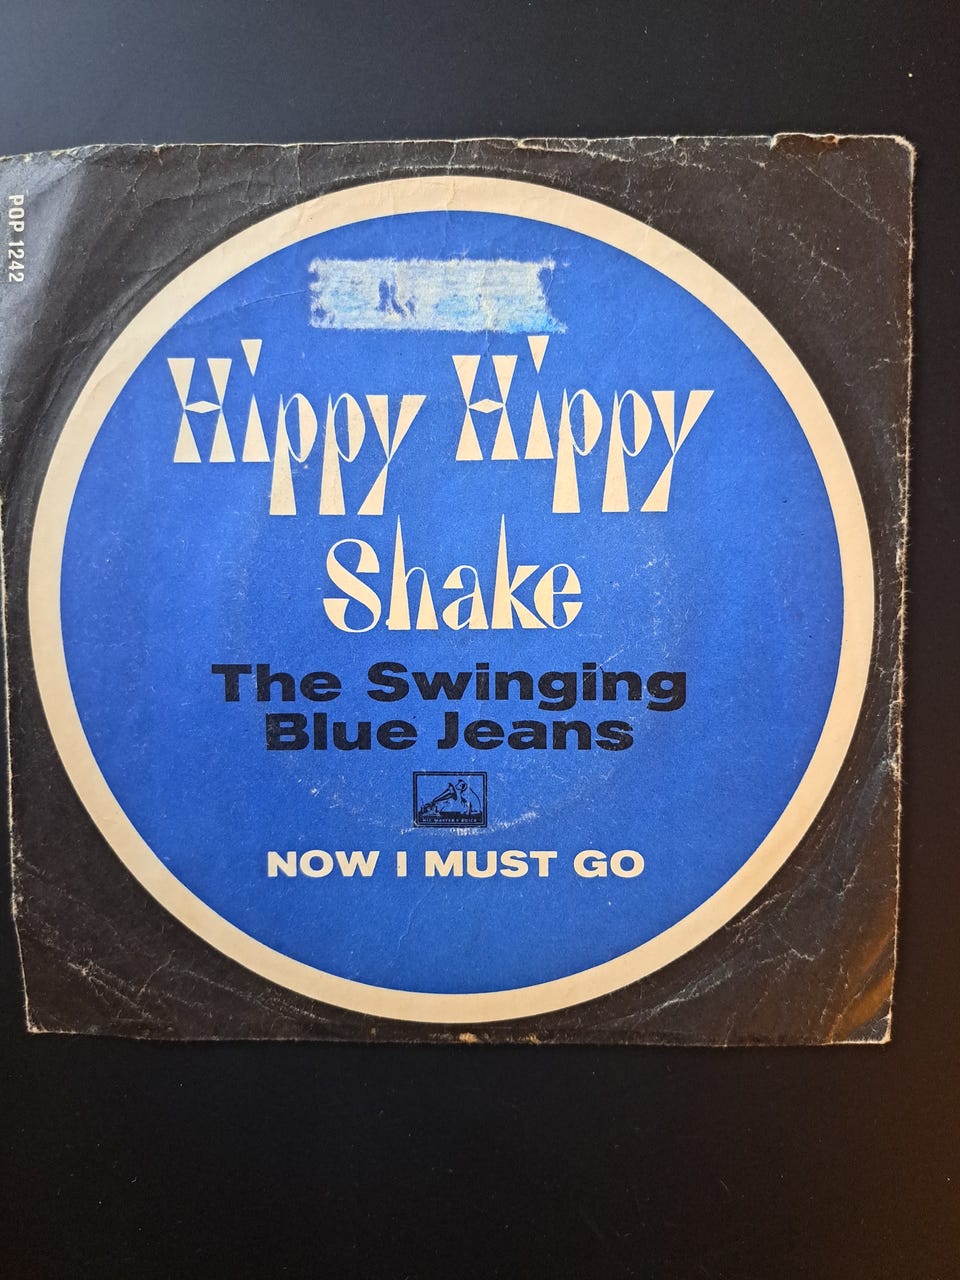 POP 1242
Hippy Hippy
Shake
The Swinging
Blue Jeans
HIS MASTER'S VOICE
NOW I MUST GO